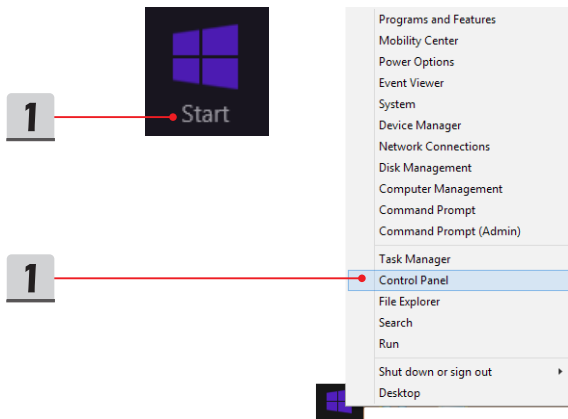 1
Start
1
Programs and Features
Mobility Center
Power Options
Event Viewer
System
Device Manager
Network Connections
Disk Management
Computer Management
Command Prompt
Command Prompt (Admin)
Task Manager
Control Panel
File Explorer
Search
Run
Shut down or sign out
Desktop